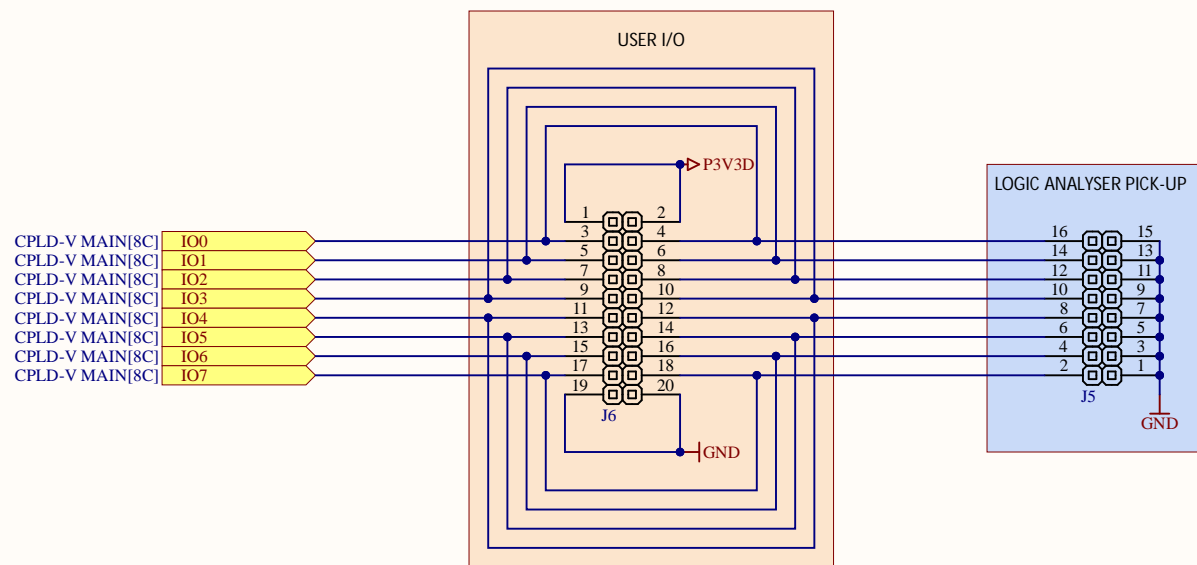 USER I/O
P3V3D
LOGIC ANALYSER PICK-UP
1 2
CPLD-V MAIN[8C] IO0 3 4 16 15
CPLD-V MAIN[8C] IO1 5 6 14 13
CPLD-V MAIN[8C] IO2 7 8 12 11
CPLD-V MAIN[8C] IO3 9 10 10 9
CPLD-V MAIN[8C] IO4 11 12 8 7
CPLD-V MAIN[8C] IO5 13 14 6 5
CPLD-V MAIN[8C] IO6 15 16 4 3
CPLD-V MAIN[8C] IO7 17 18 2 1
19 20
J6 J5
GND
GND